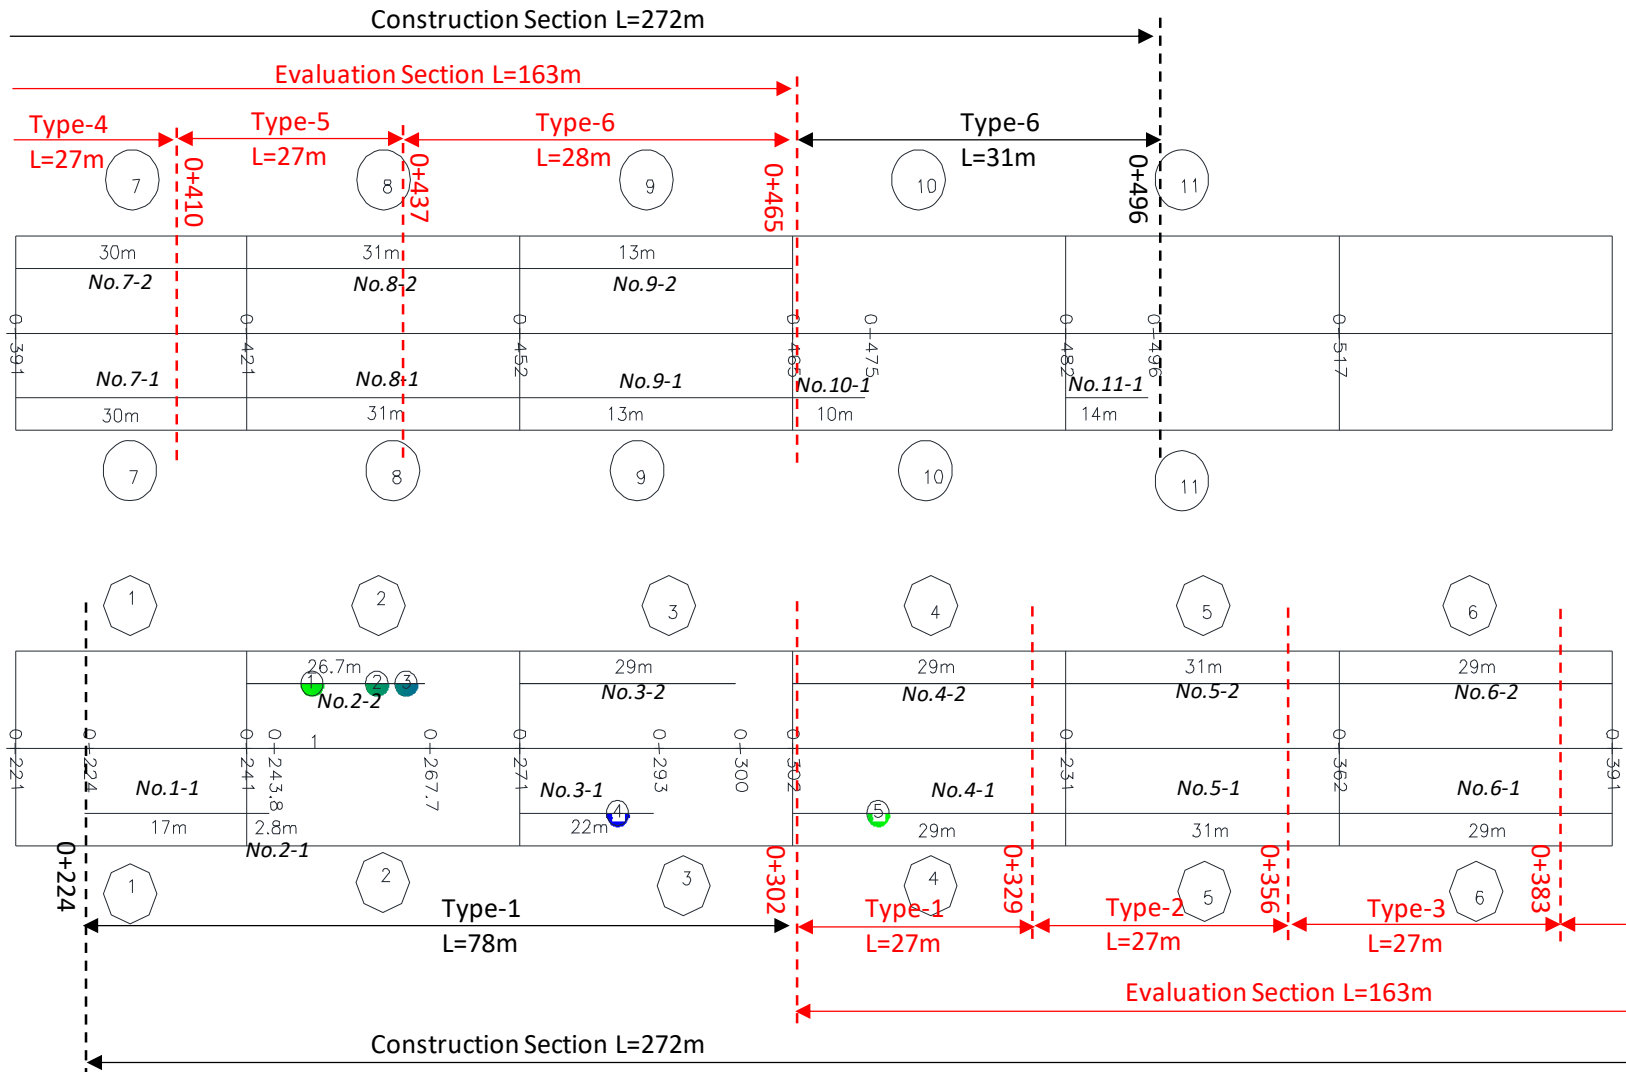 Construction Section L=272m
Evaluation Section L=163m
Type-4
L=27m
Type-5
L=27m
Type-6
L=28m
Type-6
L=31m
0+410
0+437
0+465
0+496
7
8
9
10
11
30m
31m
13m
No.7-2
No.8-2
No.9-2
0-391
0-421
0-452
0-465
0-475
0-482
0-496
0-517
No.7-1
No.8-1
No.9-1
No.10-1
No.11-1
30m
31m
13m
10m
14m
7
8
9
10
11
1
2
3
4
5
6
26.7m
29m
29m
31m
29m
1
2
3
No.2-2
No.3-2
No.4-2
No.5-2
No.6-2
1
0-221
0-224
0-241
0-243.8
0-267.7
0-271
0-293
0-300
0-302
0-231
0-362
0-391
No.1-1
No.3-1
No.4-1
No.5-1
No.6-1
4
5
17m
2.8m
22m
29m
31m
29m
No.2-1
0+224
0+302
0+329
0+356
0+383
1
2
3
4
5
6
Type-1
L=78m
Type-1
L=27m
Type-2
L=27m
Type-3
L=27m
Evaluation Section L=163m
Construction Section L=272m